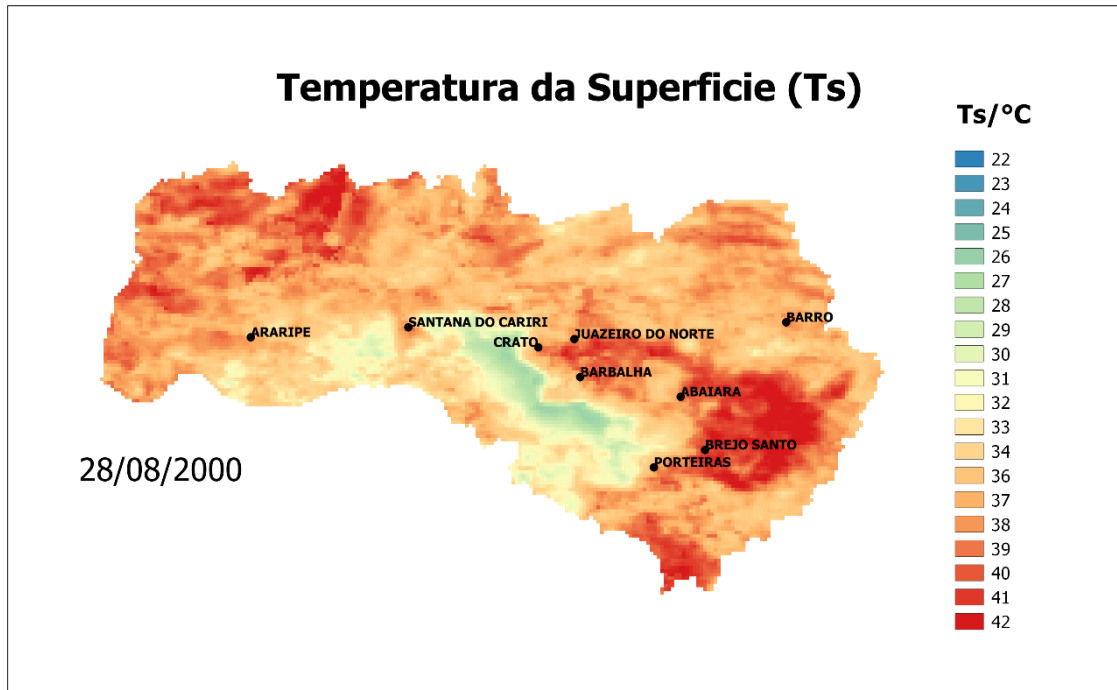 Temperatura da Superficie (Ts)
Ts/°C
22
23
24
25
26
27
28
29
30
31
32
33
34
36
37
38
39
40
41
42
SANTANA DO CARIRI
BARRO
ARARIPE
JUAZEIRO DO NORTE
CRATO
BARBALHA
ABAIARA
BREJO SANTO
PORTEIRAS
28/08/2000